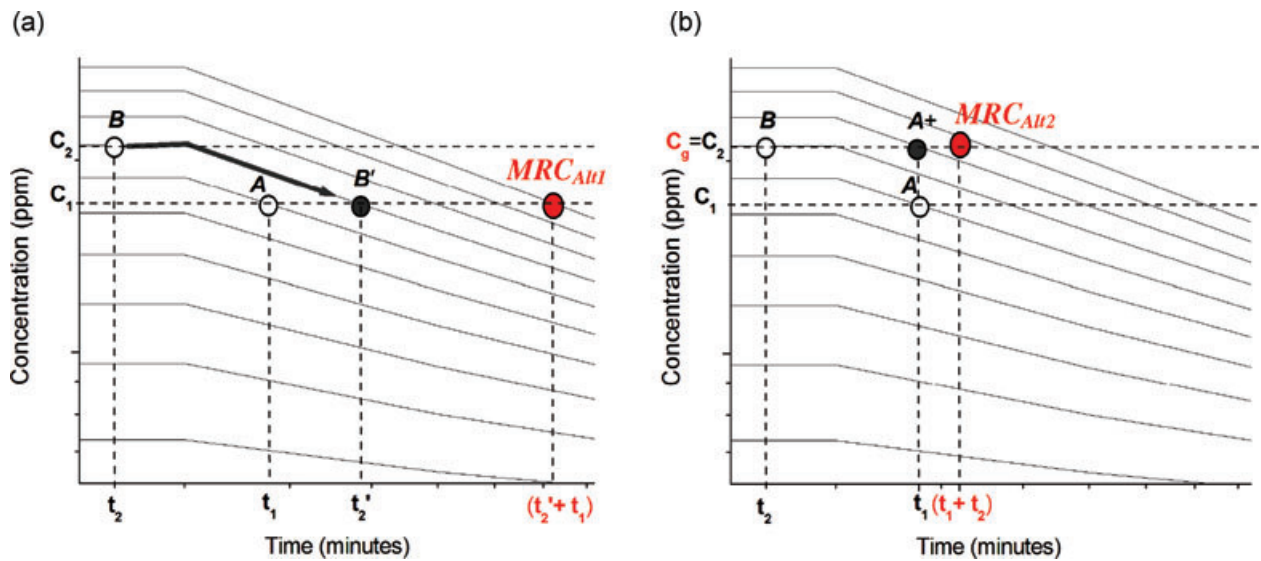 (a)
Concentration (ppm)
C2
C1
B
A
B'
MRCAlt1
t2
t1
t2'
(t2'+ t1)
Time (minutes)
(b)
Concentration (ppm)
Cg=C2
C1
B
A+
A
MRCAlt2
t2
t1
(t1+ t2)
Time (minutes)